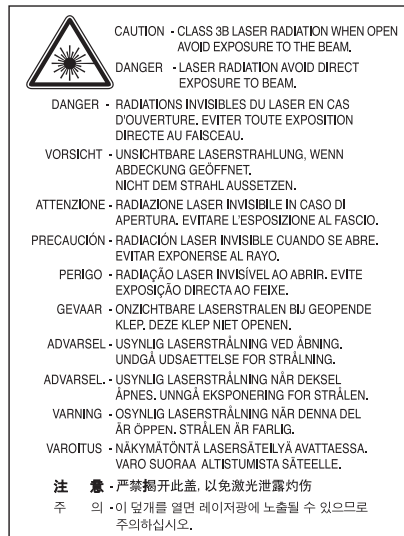 CAUTION - CLASS 3B LASER RADIATION WHEN OPEN
AVOID EXPOSURE TO THE BEAM.
DANGER - LASER RADIATION AVOID DIRECT
EXPOSURE TO BEAM.
DANGER - RADIATIONS INVISIBLES DU LASER EN CAS
D'OUVERTURE. EVITER TOUTE EXPOSITION
DIRECTE AU FAISCEAU.
VORSICHT - UNSICHTBARE LASERSTRAHLUNG, WENN
ABDECKUNG GEÖFFNET.
NICHT DEM STRAHL AUSSETZEN.
ATTENZIONE - RADIAZIONE LASER INVISIBILE IN CASO DI
APERTURA. EVITARE L'ESPOSIZIONE AL FASCIO.
PRECAUCIÓN - RADIACIÓN LASER INVISIBLE CUANDO SE ABRE.
EVITAR EXPONERSE AL RAYO.
PERIGO - RADIAÇÃO LASER INVISÍVEL AO ABRIR. EVITE
EXPOSIÇÃO DIRECTA AO FEIXE.
GEVAAR - ONZICHTBARE LASERSTRALEN BIJ GEOPENDE
KLEP. DEZE KLEP NIET OPENEN.
ADVARSEL - USYNLIG LASERSTRÅLNING VED ÅBNING.
UNDGÅ UDSAETTELSE FOR STRÅLNING.
ADVARSEL. - USYNLIG LASERSTRÅLNING NÅR DEKSEL
ÅPNES. UNNGÅ EKSPONERING FOR STRÅLEN.
VARNING - OSYNLIG LASERSTRÅLNING NÄR DENNA DEL
ÄR ÖPPEN. STRÅLEN ÄR FARLIG.
VAROITUS - NÄKYMÄTÖNTÄ LASERSÄTEILYÄ AVATTAESSA.
VARO SUORAA ALTISTUMISTA SÄTEELLE.
注 意 - 严禁揭开此盖, 以免激光泄露灼伤
주 의 - 이 덮개를 열면 레이저광에 노출될 수 있으므로
주의하십시오.